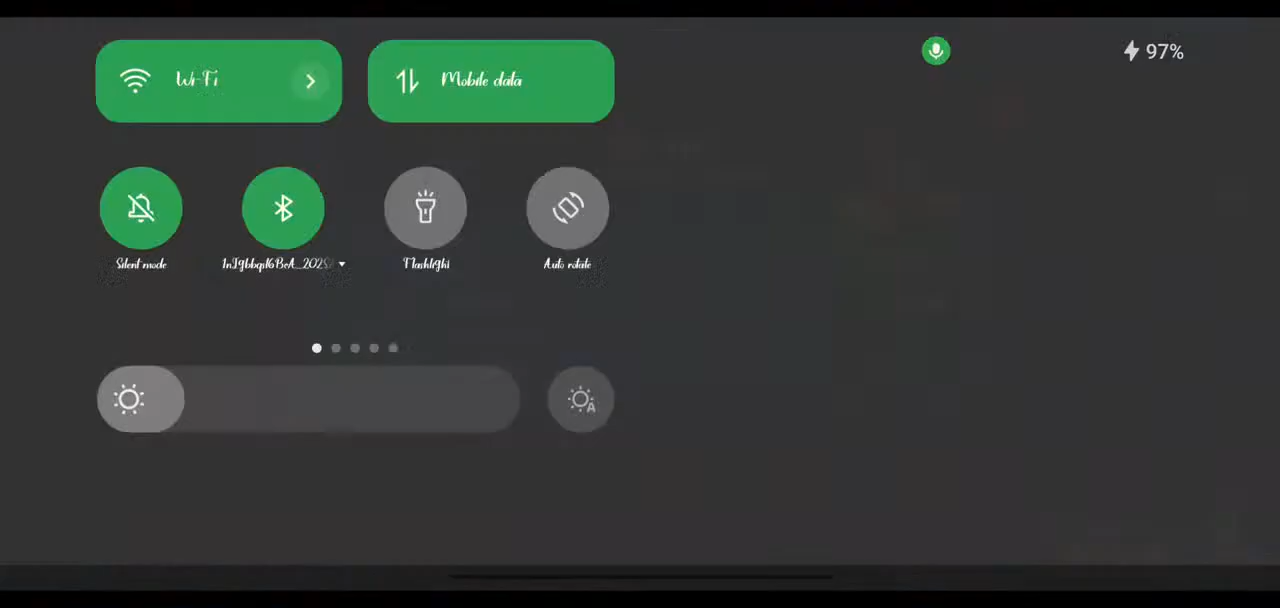 Wi-Fi
Mobile data
97%
Silent mode
Flashlight
Auto rotate
A